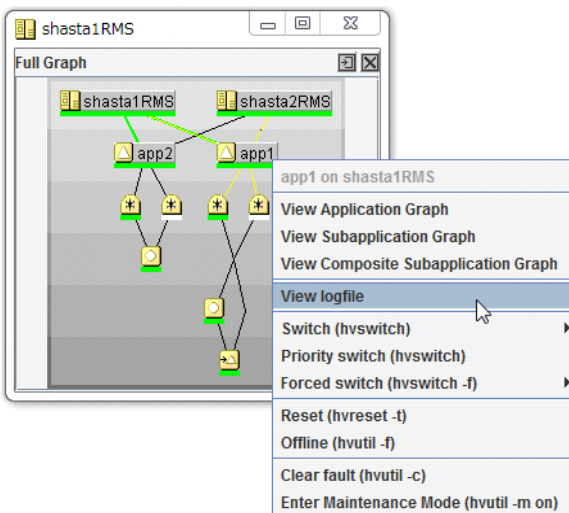 shasta1RMS
Full Graph
shasta1RMS
shasta2RMS
app2
app1
app1 on shasta1RMS
View Application Graph
View Subapplication Graph
View Composite Subapplication Graph
View logfile
Switch (hvswitch)
Priority switch (hvswitch)
Forced switch (hvswitch -f)
Reset (hvreset -t)
Offline (hvutil -f)
Clear fault (hvutil -c)
Enter Maintenance Mode (hvutil -m on)